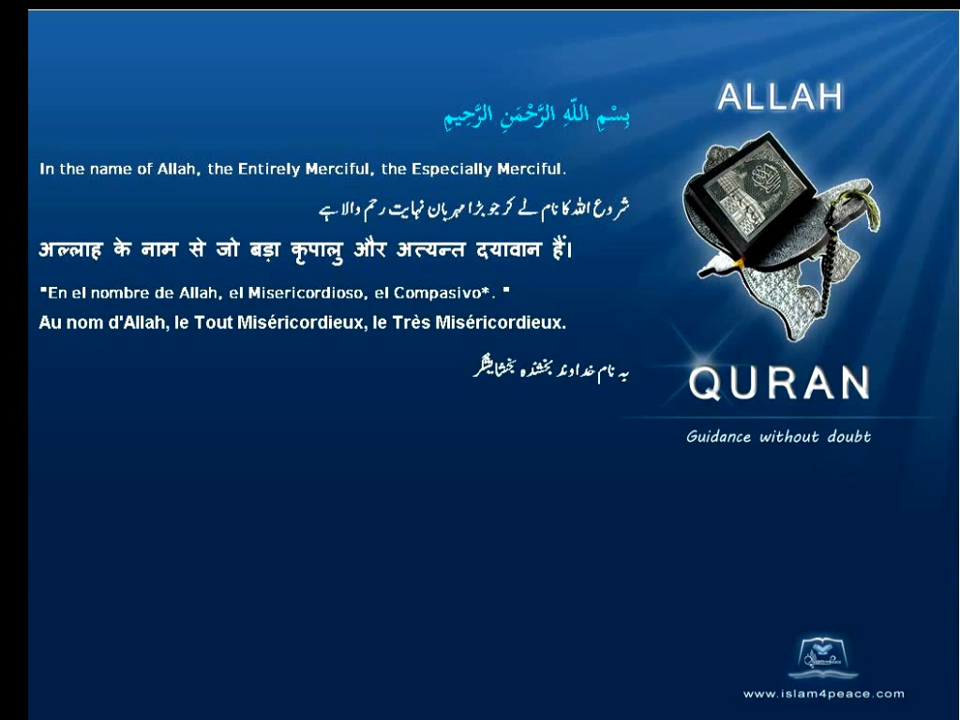 بِسْمِ اللّهِ الرَّحْمَنِ الرَّحِيمِ
In the name of Allah, the Entirely Merciful, the Especially Merciful.
شروع الله کا نام لے کر جو بڑا مہربان نہایت رحم والا ہے
अल्लाह के नाम से जो बड़ा कृपालु और अत्यन्त दयावान हैं।
"En el nombre de Allah, el Misericordioso, el Compasivo*. "
Au nom d'Allah, le Tout Miséricordieux, le Très Miséricordieux.
به نام خداوند بخشنده بخشایشگر
ALLAH
QURAN
Guidance without doubt
www.islam4peace.com